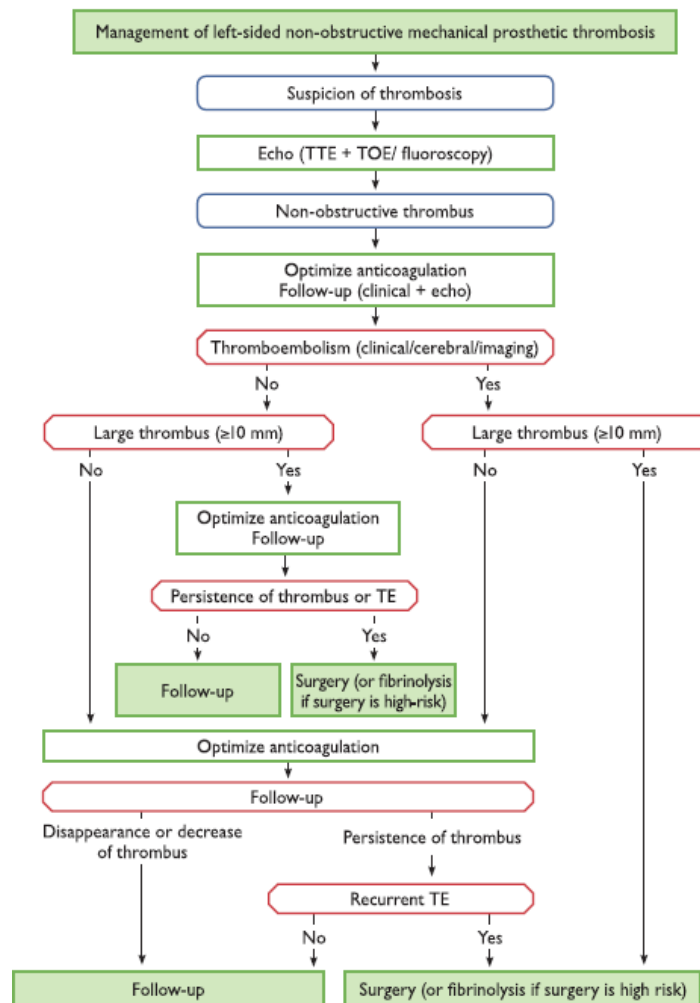 Management of left-sided non-obstructive mechanical prosthetic thrombosis
Suspicion of thrombosis
Echo (TTE + TOE/ fluoroscopy)
Non-obstructive thrombus
Optimize anticoagulation
Follow-up (clinical + echo)
Thromboembolism (clinical/cerebral/imaging)
No
Yes
Large thrombus (≥10 mm)
Large thrombus (≥10 mm)
No
Yes
No
Yes
Optimize anticoagulation
Follow-up
Persistence of thrombus or TE
No
Yes
Follow-up
Surgery (or fibrinolysis
if surgery is high-risk)
Optimize anticoagulation
Follow-up
Disappearance or decrease
of thrombus
Persistence of thrombus
Recurrent TE
No
Yes
Follow-up
Surgery (or fibrinolysis if surgery is high risk)